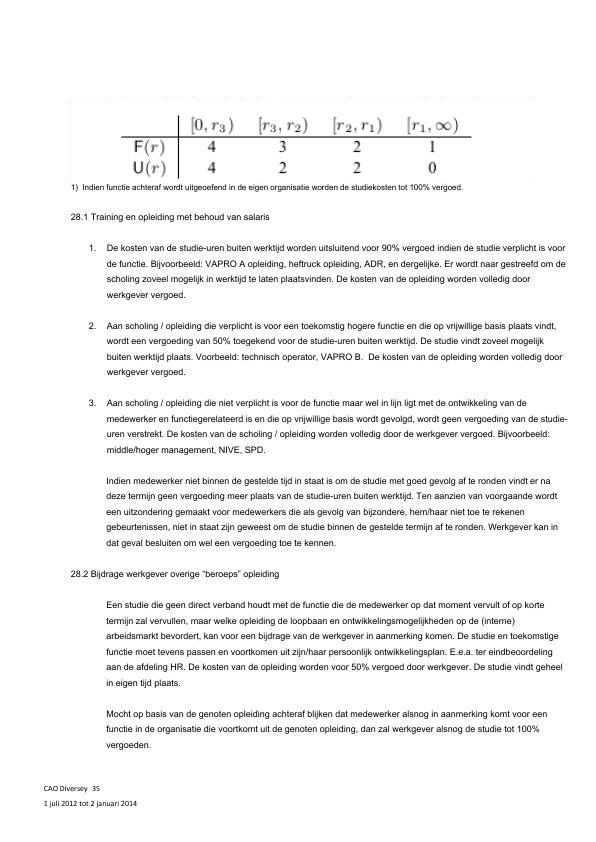 [0, r₃) [r₃, r₂) [r₂, r₁) [r₁, ∞)
F(r) 4 3 2 1
U(r) 4 2 2 0
1) Indien functie achteraf wordt uitgeoefend in de eigen organisatie worden de studiekosten tot 100% vergoed.
28.1 Training en opleiding met behoud van salaris
1. De kosten van de studie-uren buiten werktijd worden uitsluitend voor 90% vergoed indien de studie verplicht is voor
de functie. Bijvoorbeeld: VAPRO A opleiding, heftruck opleiding, ADR, en dergelijke. Er wordt naar gestreefd om de
scholing zoveel mogelijk in werktijd te laten plaatsvinden. De kosten van de opleiding worden volledig door
werkgever vergoed.
2. Aan scholing / opleiding die verplicht is voor een toekomstig hogere functie en die op vrijwillige basis plaats vindt,
wordt een vergoeding van 50% toegekend voor de studie-uren buiten werktijd. De studie vindt zoveel mogelijk
buiten werktijd plaats. Voorbeeld: technisch operator, VAPRO B. De kosten van de opleiding worden volledig door
werkgever vergoed.
3. Aan scholing / opleiding die niet verplicht is voor de functie maar wel in lijn ligt met de ontwikkeling van de
medewerker en functiegerelateerd is en die op vrijwillige basis wordt gevolgd, wordt geen vergoeding van de studie-
uren verstrekt. De kosten van de scholing / opleiding worden volledig door de werkgever vergoed. Bijvoorbeeld:
middle/hoger management, NIVE, SPD.
Indien medewerker niet binnen de gestelde tijd in staat is om de studie met goed gevolg af te ronden vindt er na
deze termijn geen vergoeding meer plaats van de studie-uren buiten werktijd. Ten aanzien van voorgaande wordt
een uitzondering gemaakt voor medewerkers die als gevolg van bijzondere, hem/haar niet toe te rekenen
gebeurtenissen, niet in staat zijn geweest om de studie binnen de gestelde termijn af te ronden. Werkgever kan in
dat geval besluiten om wel een vergoeding toe te kennen.
28.2 Bijdrage werkgever overige “beroeps” opleiding
Een studie die geen direct verband houdt met de functie die de medewerker op dat moment vervult of op korte
termijn zal vervullen, maar welke opleiding de loopbaan en ontwikkelingsmogelijkheden op de (interne)
arbeidsmarkt bevordert, kan voor een bijdrage van de werkgever in aanmerking komen. De studie en toekomstige
functie moet tevens passen en voortkomen uit zijn/haar persoonlijk ontwikkelingsplan. E.e.a. ter eindbeoordeling
aan de afdeling HR. De kosten van de opleiding worden voor 50% vergoed door werkgever. De studie vindt geheel
in eigen tijd plaats.
Mocht op basis van de genoten opleiding achteraf blijken dat medewerker alsnog in aanmerking komt voor een
functie in de organisatie die voortkomt uit de genoten opleiding, dan zal werkgever alsnog de studie tot 100%
vergoeden.
CAO Diversey 35
1 juli 2012 tot 2 januari 2014